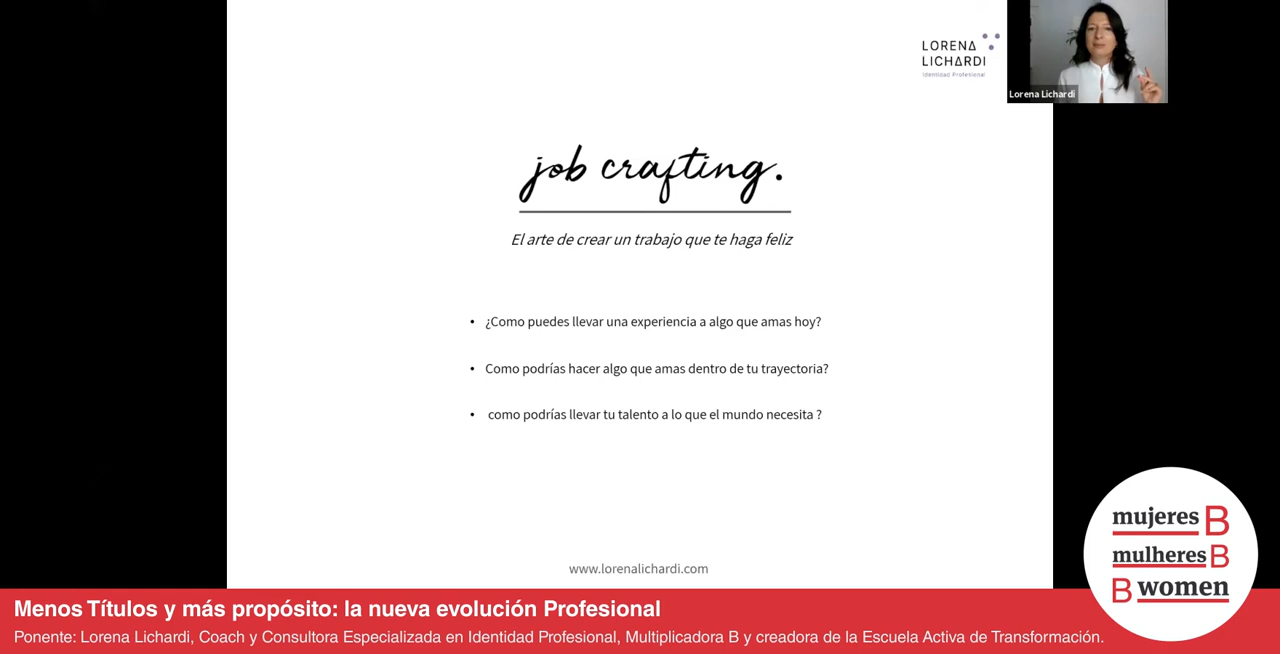 LORENA
LICHARDI
Identidad Profesional
Lorena Lichardi
job crafting.
El arte de crear un trabajo que te haga feliz
• ¿Como puedes llevar una experiencia a algo que amas hoy?
• Como podrías hacer algo que amas dentro de tu trayectoria?
• como podrías llevar tu talento a lo que el mundo necesita ?
www.lorenalichardi.com
mujeres B
mulheres B
B women
Menos Títulos y más propósito: la nueva evolución Profesional
Ponente: Lorena Lichardi, Coach y Consultora Especializada en Identidad Profesional, Multiplicadora B y creadora de la Escuela Activa de Transformación.